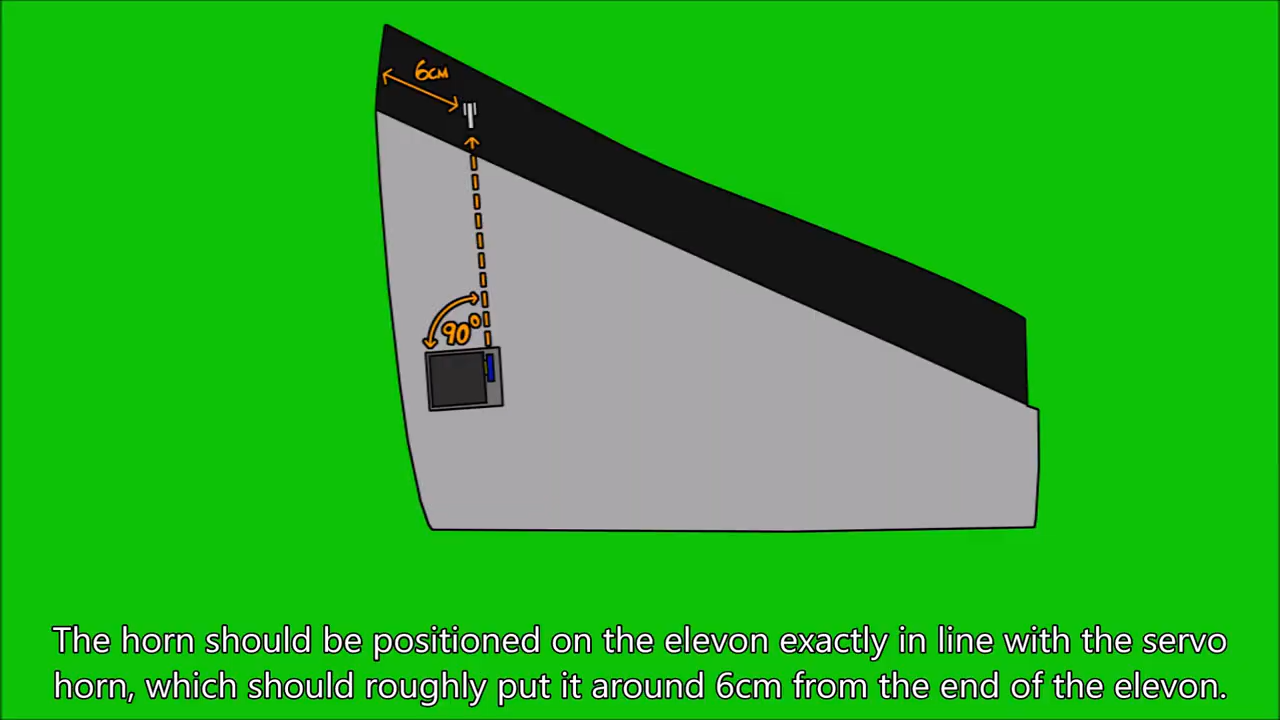 6CM
90°
The horn should be positioned on the elevon exactly in line with the servo
horn, which should roughly put it around 6cm from the end of the elevon.